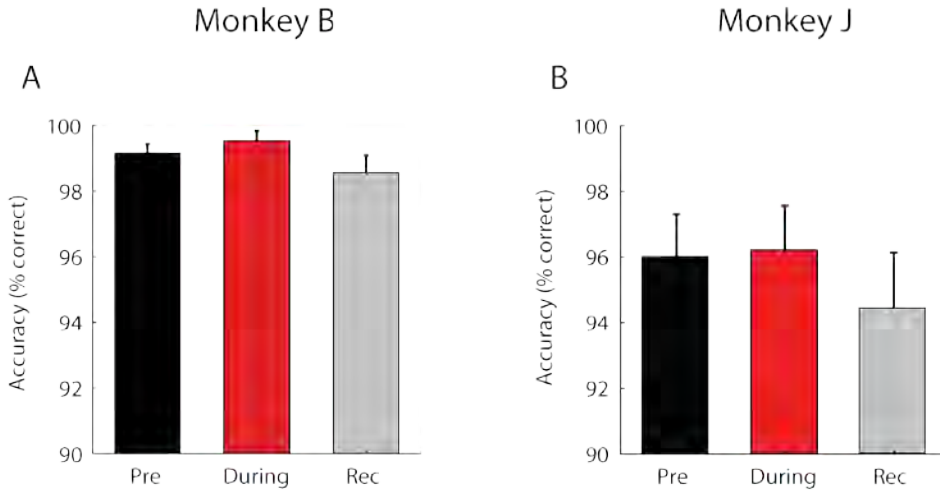 Monkey B
Monkey J
A
B
Accuracy (% correct)
100
98
96
94
92
90
Pre During Rec
Accuracy (% correct)
100
98
96
94
92
90
Pre During Rec